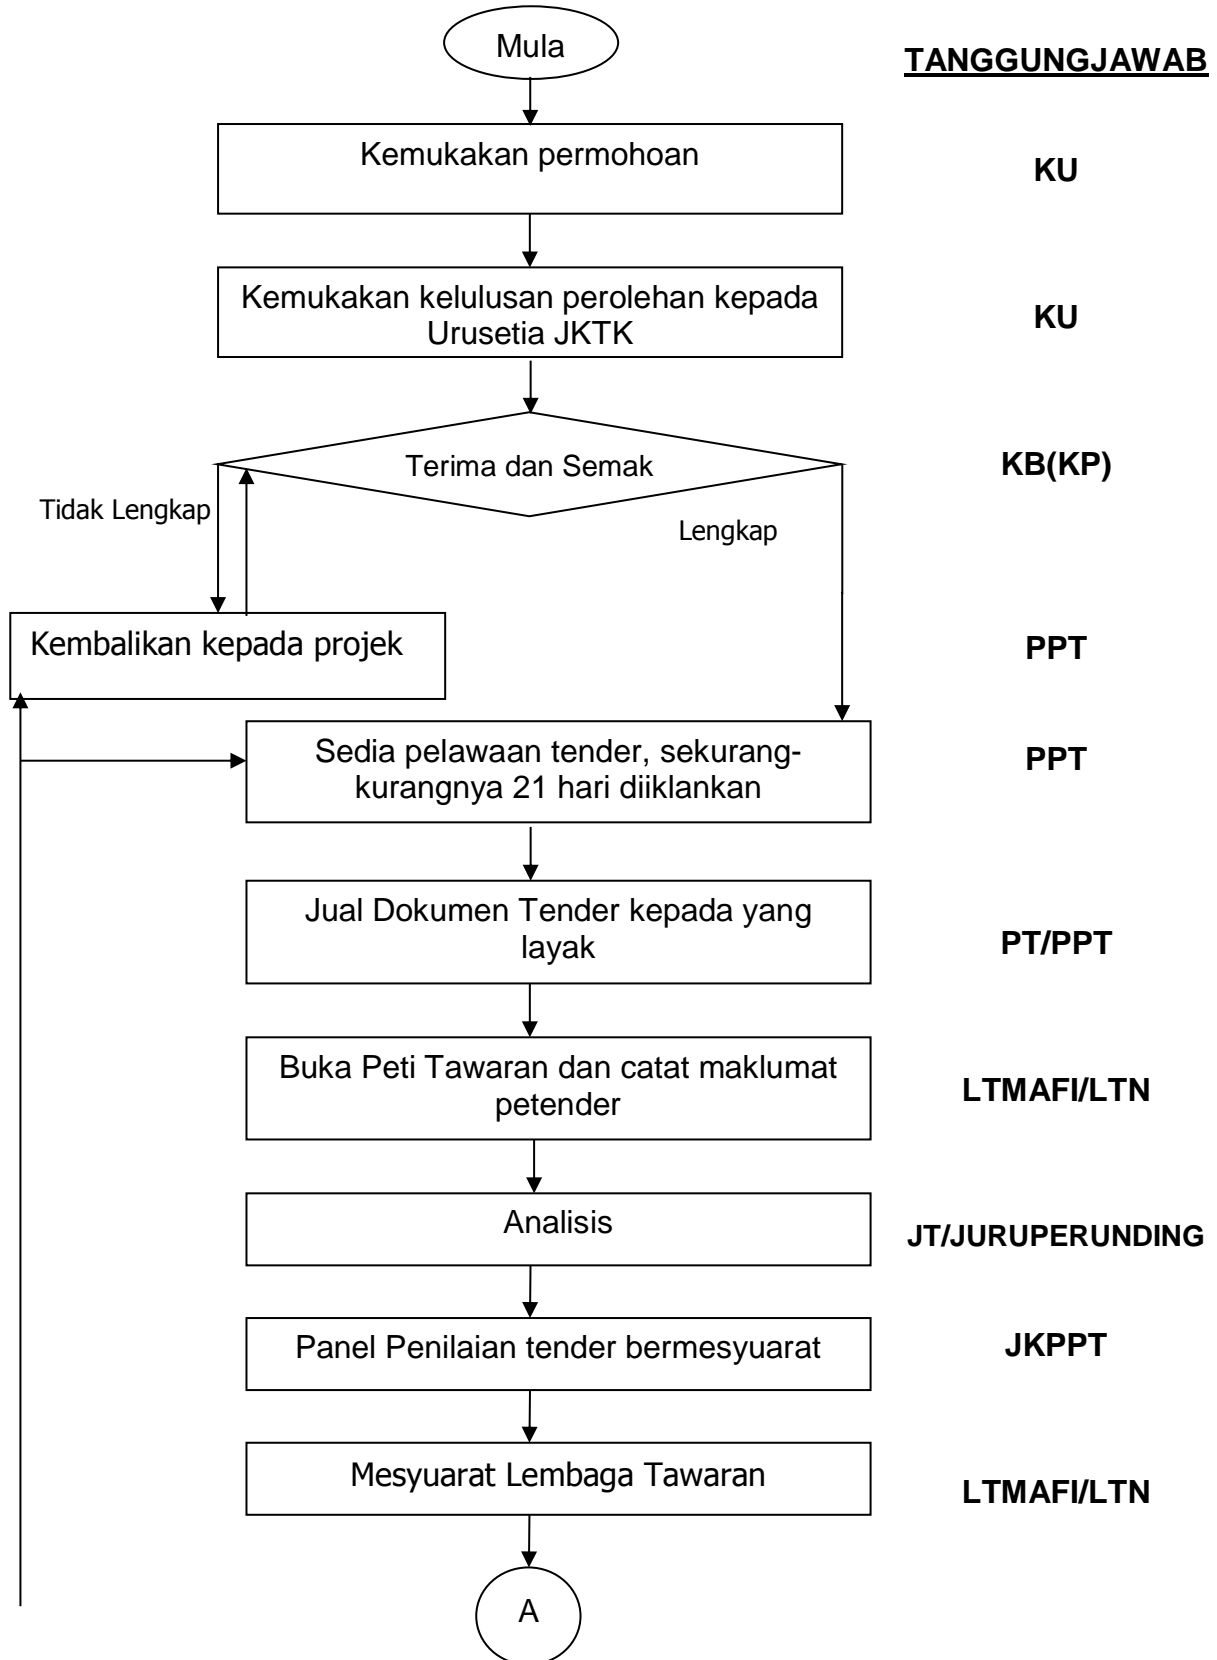 Mula
TANGGUNGJAWAB
Kemukakan permohoan
KU
Kemukakan kelulusan perolehan kepada
Urusetia JKTK
KU
Terima dan Semak
KB(KP)
Tidak Lengkap
Lengkap
Kembalikan kepada projek
PPT
Sedia pelawaan tender, sekurang-
kurangnya 21 hari diiklankan
PPT
Jual Dokumen Tender kepada yang
layak
PT/PPT
Buka Peti Tawaran dan catat maklumat
petender
LTMAFI/LTN
Analisis
JT/JURUPERUNDING
Panel Penilaian tender bermesyuarat
JKPPT
Mesyuarat Lembaga Tawaran
LTMAFI/LTN
A